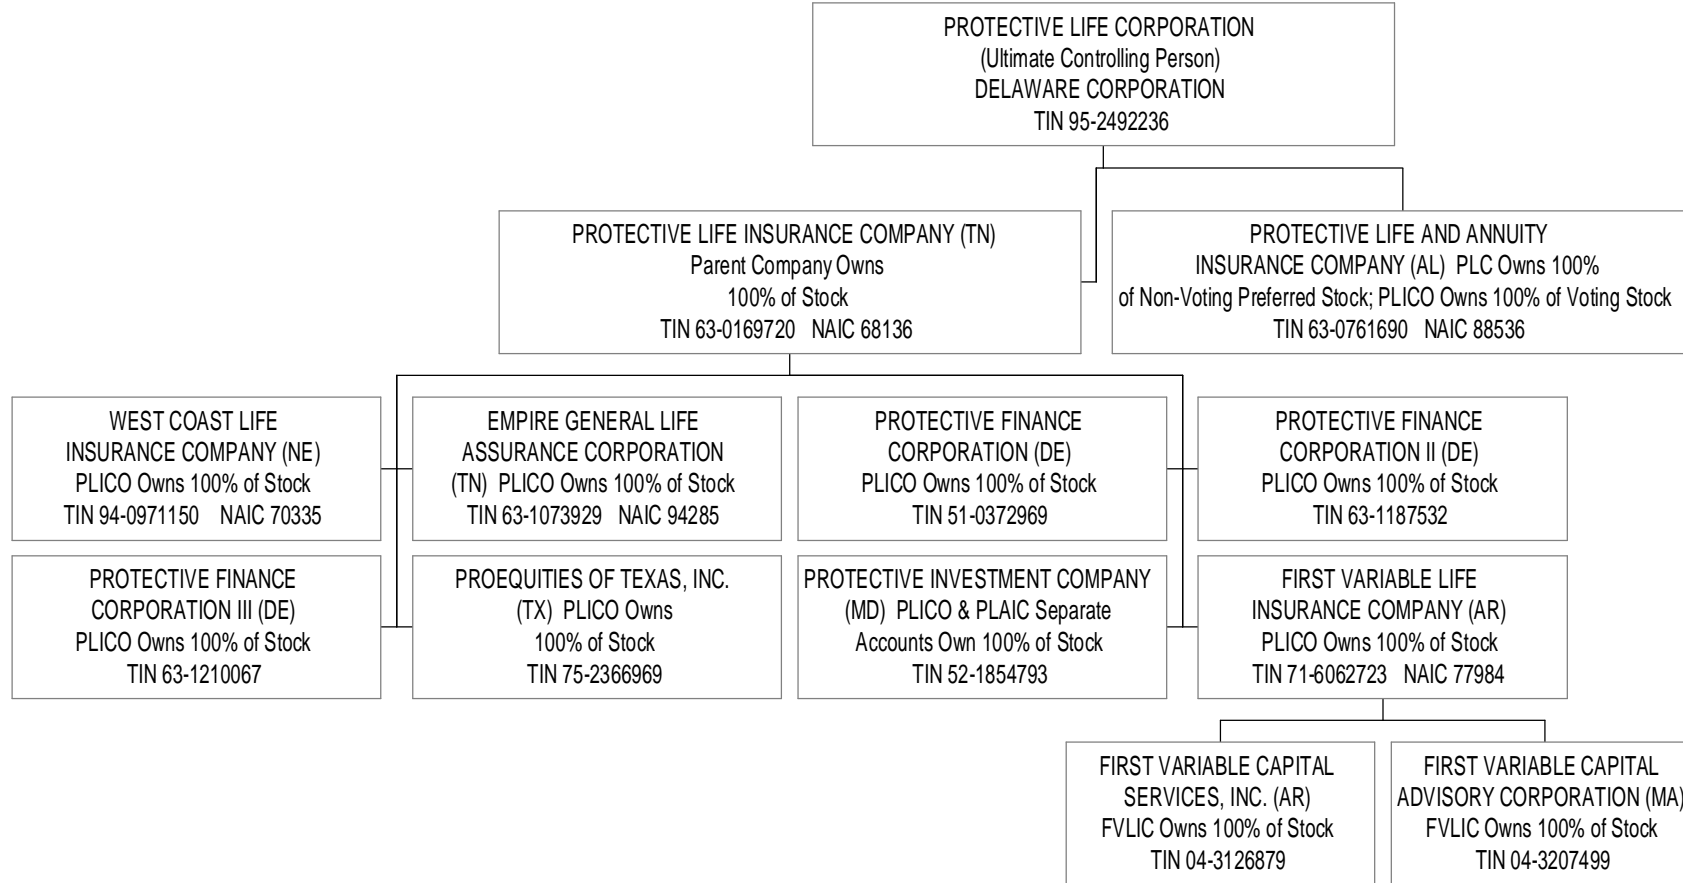 PROTECTIVE LIFE CORPORATION
(Ultimate Controlling Person)
DELAWARE CORPORATION
TIN 95-2492236
PROTECTIVE LIFE INSURANCE COMPANY (TN)
Parent Company Owns
100% of Stock
TIN 63-0169720 NAIC 68136
PROTECTIVE LIFE AND ANNUITY
INSURANCE COMPANY (AL) PLC Owns 100%
of Non-Voting Preferred Stock; PLICO Owns 100% of Voting Stock
TIN 63-0761690 NAIC 88536
WEST COAST LIFE
INSURANCE COMPANY (NE)
PLICO Owns 100% of Stock
TIN 94-0971150 NAIC 70335
EMPIRE GENERAL LIFE
ASSURANCE CORPORATION
(TN) PLICO Owns 100% of Stock
TIN 63-1073929 NAIC 94285
PROTECTIVE FINANCE
CORPORATION (DE)
PLICO Owns 100% of Stock
TIN 51-0372969
PROTECTIVE FINANCE
CORPORATION II (DE)
PLICO Owns 100% of Stock
TIN 63-1187532
PROTECTIVE FINANCE
CORPORATION III (DE)
PLICO Owns 100% of Stock
TIN 63-1210067
PROEQUITIES OF TEXAS, INC.
(TX) PLICO Owns
100% of Stock
TIN 75-2366969
PROTECTIVE INVESTMENT COMPANY
(MD) PLICO & PLAIC Separate
Accounts Own 100% of Stock
TIN 52-1854793
FIRST VARIABLE LIFE
INSURANCE COMPANY (AR)
PLICO Owns 100% of Stock
TIN 71-6062723 NAIC 77984
FIRST VARIABLE CAPITAL
SERVICES, INC. (AR)
FVLIC Owns 100% of Stock
TIN 04-3126879
FIRST VARIABLE CAPITAL
ADVISORY CORPORATION (MA)
FVLIC Owns 100% of Stock
TIN 04-3207499